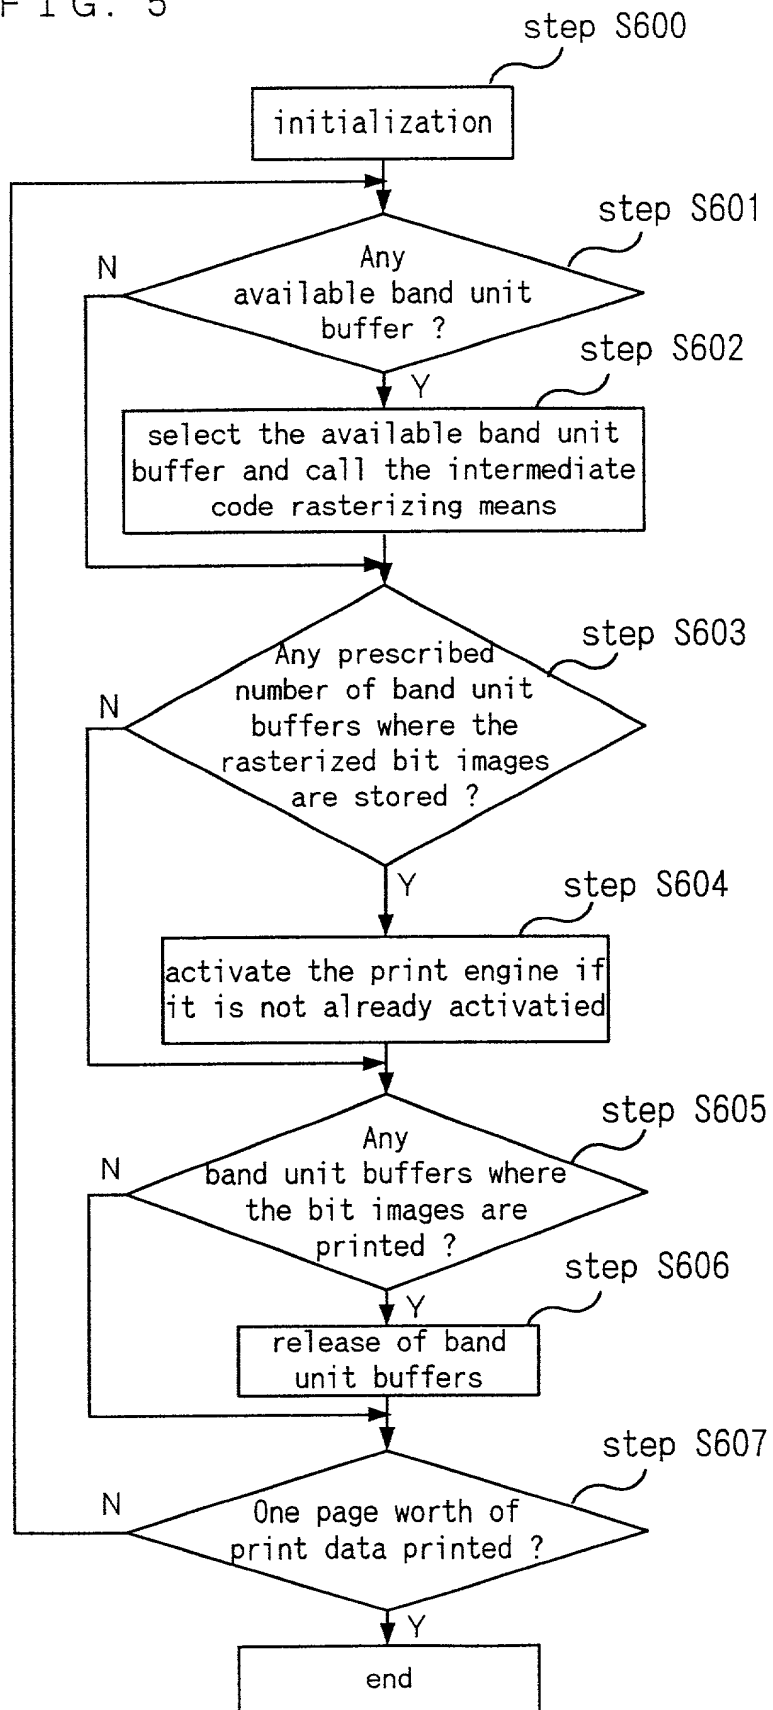 FIG. 5
step S600
initialization
step S601
N
Any
available band unit
buffer ?
step S602
Y
select the available band unit
buffer and call the intermediate
code rasterizing means
step S603
Any prescribed
number of band unit
buffers where the
rasterized bit images
are stored ?
N
Y
step S604
activate the print engine if
it is not already activatied
step S605
N
Any
band unit buffers where
the bit images are
printed ?
step S606
Y
release of band
unit buffers
step S607
N
One page worth of
print data printed ?
Y
end